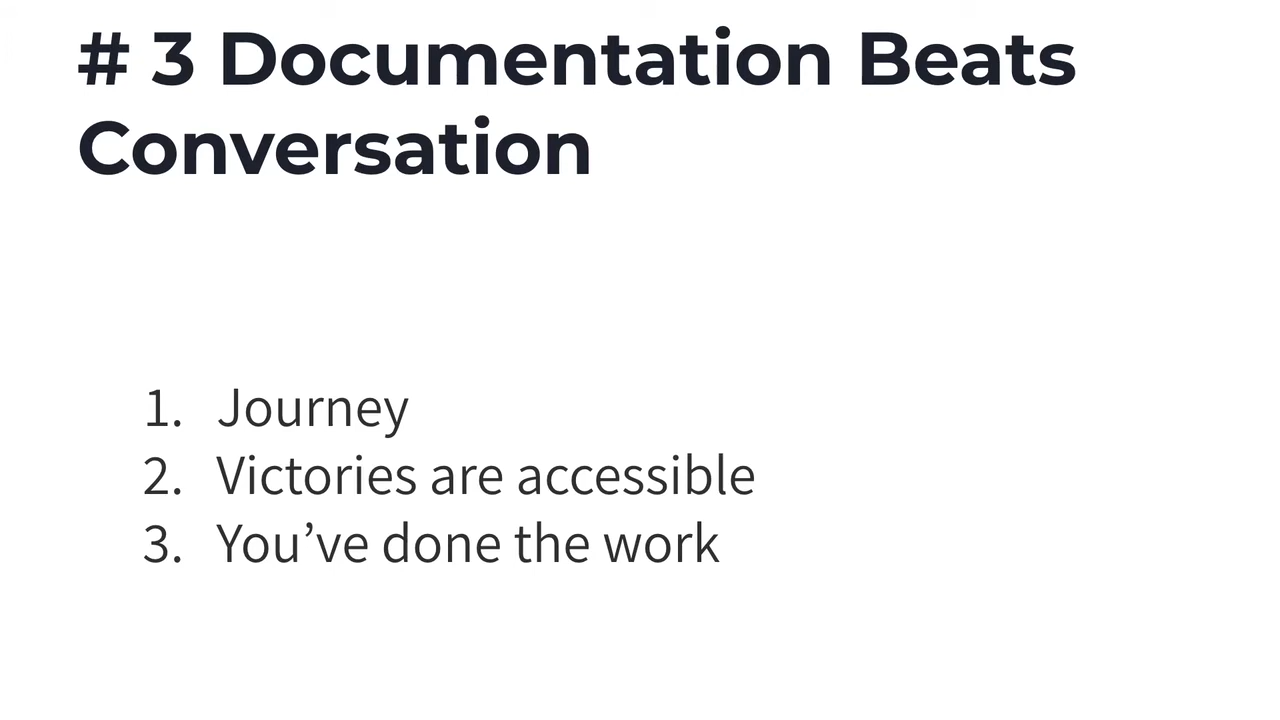 # 3 Documentation Beats
Conversation
1. Journey
2. Victories are accessible
3. You’ve done the work